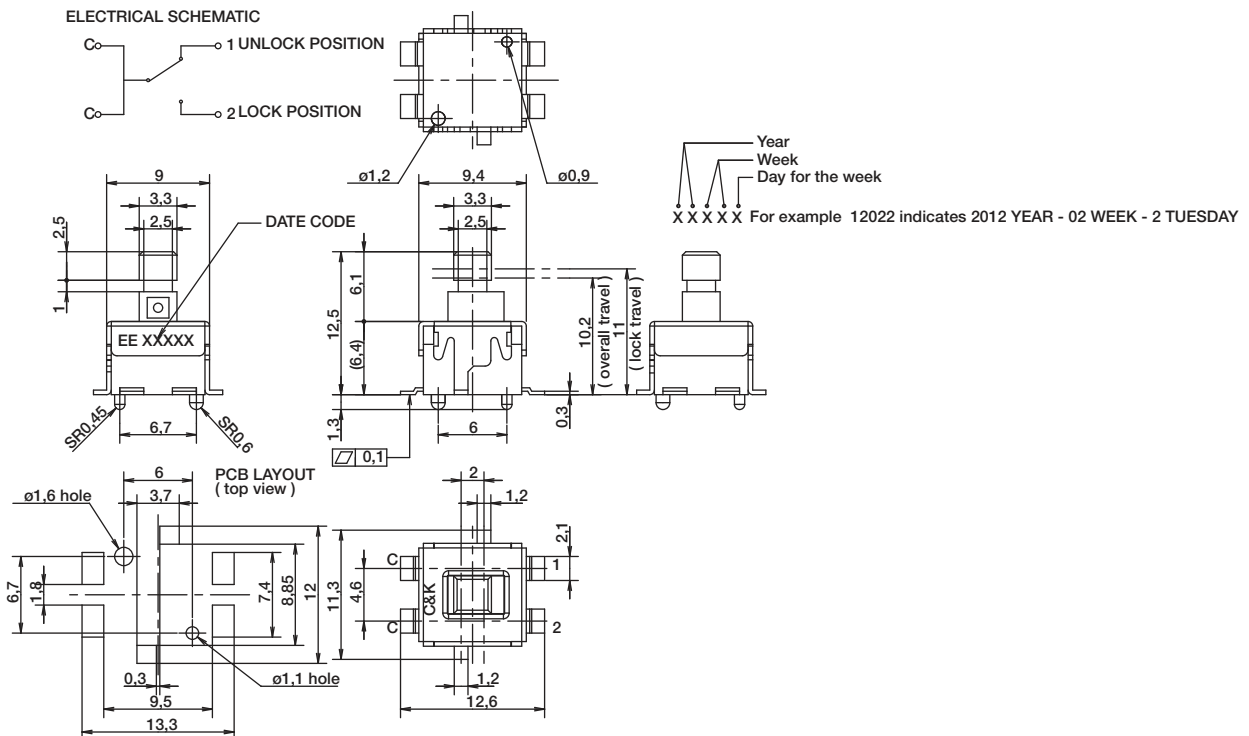 ELECTRICAL SCHEMATIC
C
1 UNLOCK POSITION
C
2 LOCK POSITION
ø1,2
ø0,9
Year
Week
Day for the week
X X X X X For example 12022 indicates 2012 YEAR - 02 WEEK - 2 TUESDAY
9
3,3
2,5
2,5
1
DATE CODE
EE XXXXX
SR0,45
6,7
SR0,6
9,4
3,3
2,5
6,1
12,5
(6,4)
1,3
0,1
6
0,3
10,2
( overall travel )
11
( lock travel )
PCB LAYOUT
( top view )
6
3,7
ø1,6 hole
6,7
1,8
7,4
8,85
12
0,3
ø1,1 hole
9,5
13,3
2
1,2
2,1
11,3
4,6
C
1
C&K
C
2
1,2
12,6